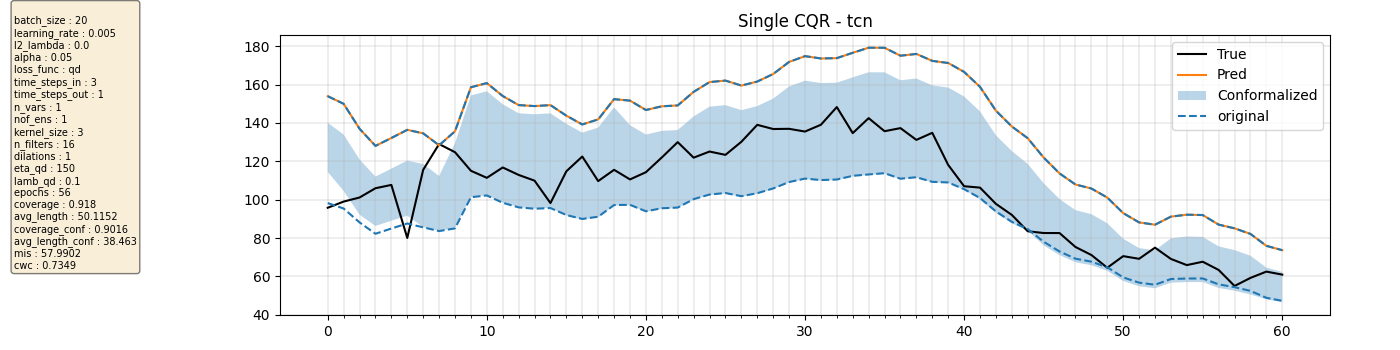 batch_size : 20
learning_rate : 0.005
l2_lambda : 0.0
alpha : 0.05
loss_func : qd
time_steps_in : 3
time_steps_out : 1
n_vars : 1
nof_ens : 1
kernel_size : 3
n_filters : 16
dilations : 1
eta_qd : 150
lamb_qd : 0.1
epochs : 56
coverage : 0.918
avg_length : 50.1152
coverage_conf : 0.9016
avg_length_conf : 38.463
mis : 57.9902
cwc : 0.7349
Single CQR - tcn
180
160
140
120
100
80
60
40
0 10 20 30 40 50 60
True
Pred
Conformalized
original